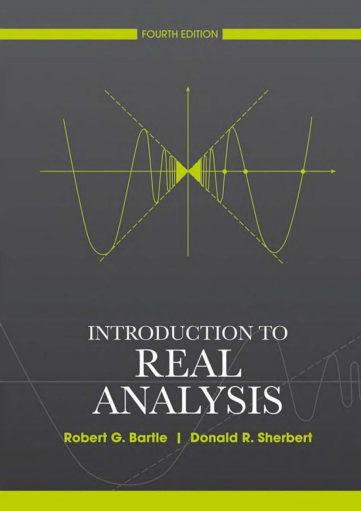 FOURTH EDITION
INTRODUCTION TO
REAL
ANALYSIS
Robert G. Bartle | Donald R. Sherbert